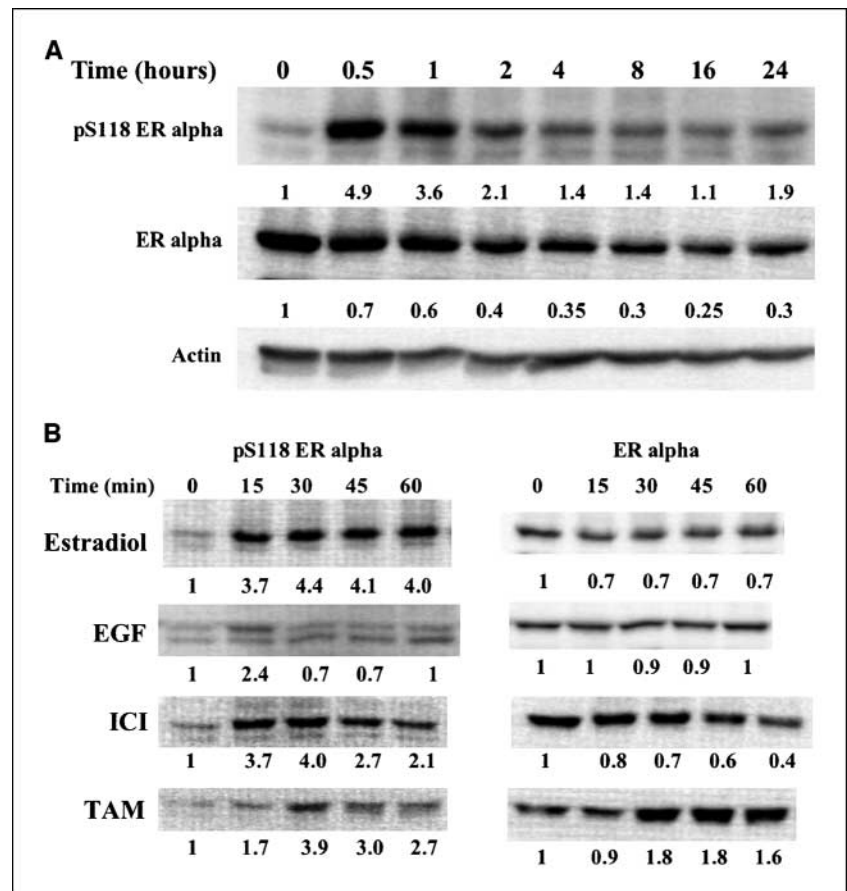 A
Time (hours) 0 0.5 1 2 4 8 16 24
pS118 ER alpha
1 4.9 3.6 2.1 1.4 1.4 1.1 1.9
ER alpha
1 0.7 0.6 0.4 0.35 0.3 0.25 0.3
Actin
B
pS118 ER alpha ER alpha
Time (min) 0 15 30 45 60 0 15 30 45 60
Estradiol
1 3.7 4.4 4.1 4.0 1 0.7 0.7 0.7 0.7
EGF
1 2.4 0.7 0.7 1 1 1 0.9 0.9 1
ICI
1 3.7 4.0 2.7 2.1 1 0.8 0.7 0.6 0.4
TAM
1 1.7 3.9 3.0 2.7 1 0.9 1.8 1.8 1.6